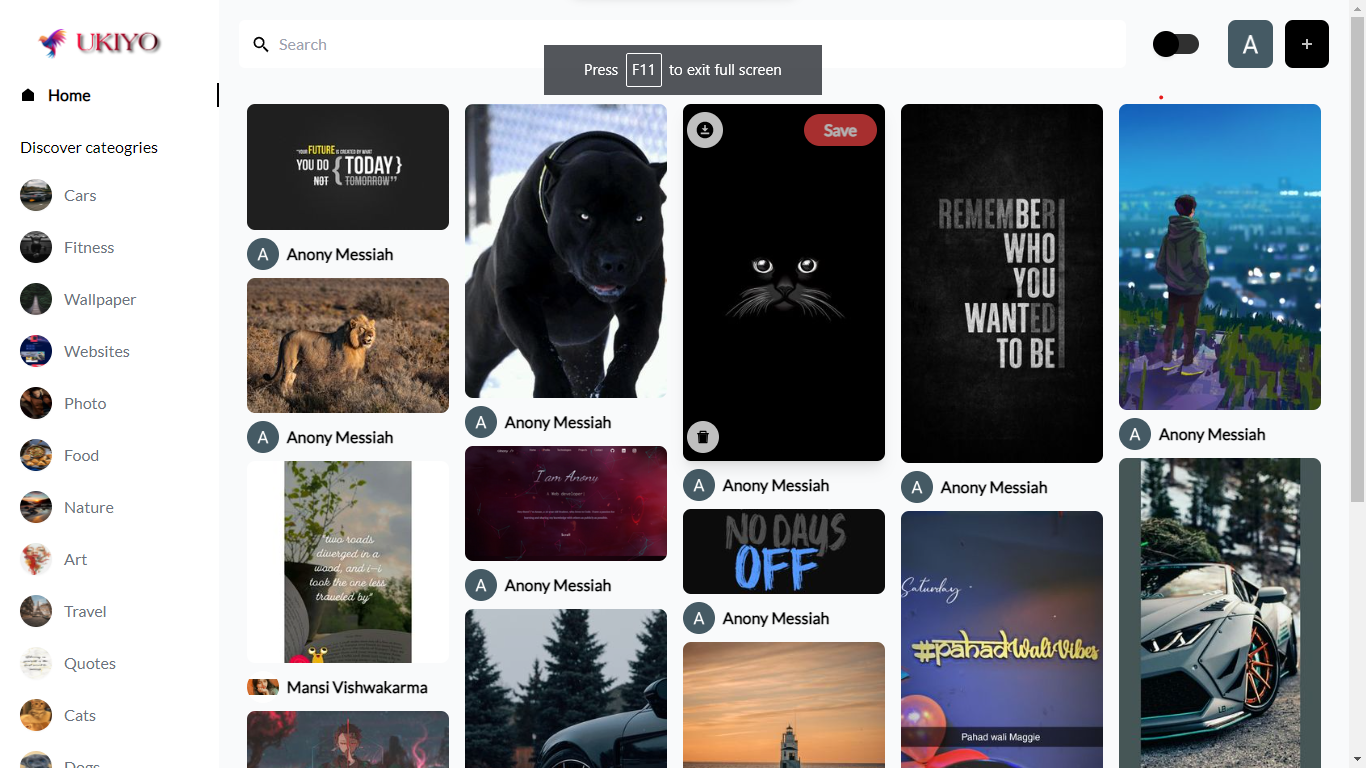 UKIYO
Search
Press F11 to exit full screen
A
+
Home
Discover cateogries
Cars
Fitness
Wallpaper
Websites
Photo
Food
Nature
Art
Travel
Quotes
Cats
Dogs
"YOUR FUTURE IS CREATED BY WHAT
YOU DO { TODAY }
NOT TOMORROW"
A Anony Messiah
A Anony Messiah
"two roads
diverged in a
wood, and i-i
took the one less
traveled by"
Mansi Vishwakarma
A Anony Messiah
I am Anony
Scroll
A Anony Messiah
Save
A Anony Messiah
NO DAYS
OFF
A Anony Messiah
REMEMBER
WHO
YOU
WANTED
TO BE
A Anony Messiah
Saturday
#pahadWaliVibes
Pahad wali Maggie
A Anony Messiah